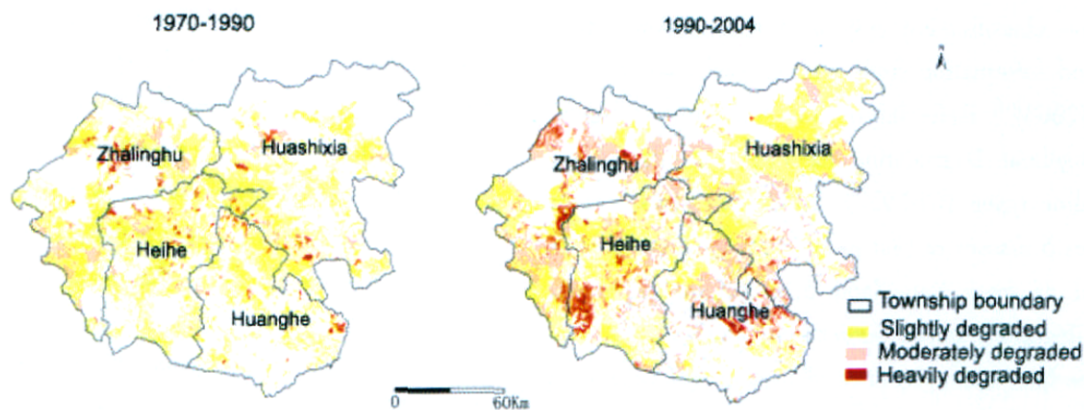 1970-1990
1990-2004
Zhalinghu
Huashixia
Heihe
Huanghe
Zhalinghu
Huashixia
Heihe
Huanghe
Township boundary
Slightly degraded
Moderately degraded
Heavily degraded
0 60Km